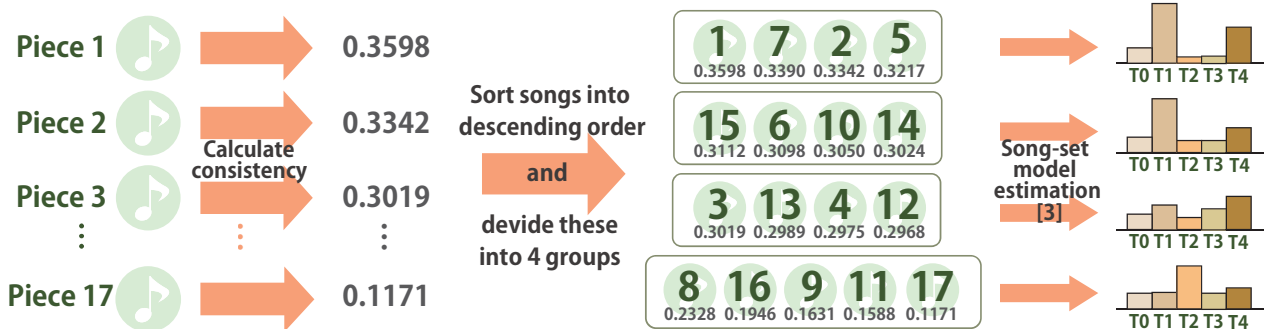 Piece 1
0.3598
Piece 2
0.3342
Calculate
consistency
Piece 3
0.3019
Piece 17
0.1171
Sort songs into
descending order
and
devide these
into 4 groups
1 7 2 5
0.3598 0.3390 0.3342 0.3217
15 6 10 14
0.3112 0.3098 0.3050 0.3024
3 13 4 12
0.3019 0.2989 0.2975 0.2968
8 16 9 11 17
0.2328 0.1946 0.1631 0.1588 0.1171
Song-set
model
estimation
[3]
T0 T1 T2 T3 T4
T0 T1 T2 T3 T4
T0 T1 T2 T3 T4
T0 T1 T2 T3 T4